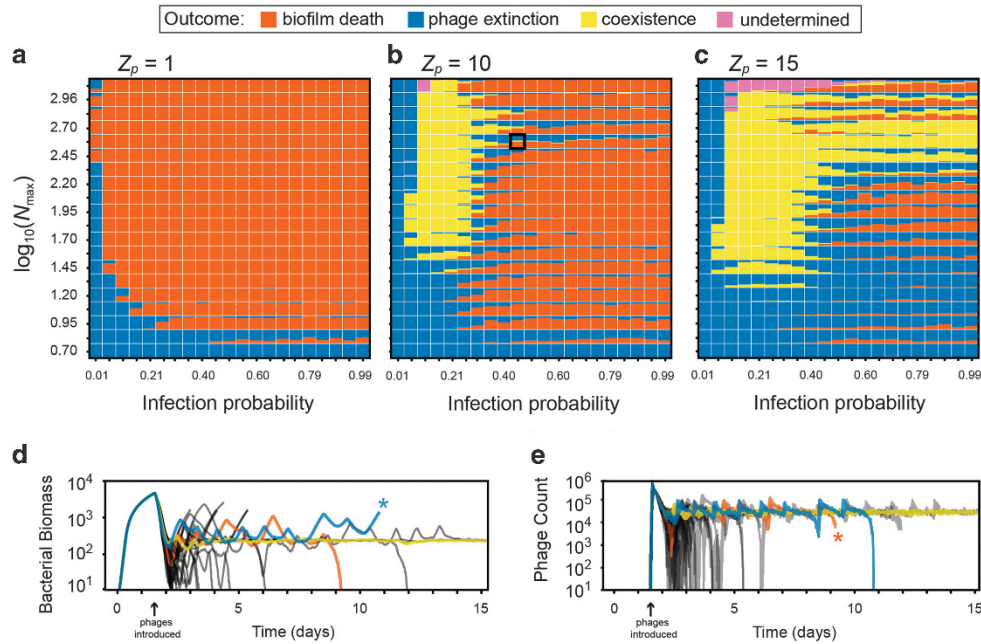 Outcome: biofilm death phage extinction coexistence undetermined
a Zp = 1
b Zp = 10
c Zp = 15
log10(Nmax)
2.96
2.70
2.45
2.20
1.95
1.70
1.45
1.20
0.95
0.70
0.01 0.21 0.40 0.60 0.79 0.99
0.01 0.21 0.40 0.60 0.79 0.99
0.01 0.21 0.40 0.60 0.79 0.99
Infection probability
Infection probability
Infection probability
d
Bacterial Biomass
10^4
10^3
10^2
10^1
*
0 5 10 15
phages
introduced
Time (days)
e
Phage Count
10^6
10^5
10^4
10^3
10^2
10^1
*
0 5 10 15
phages
introduced
Time (days)